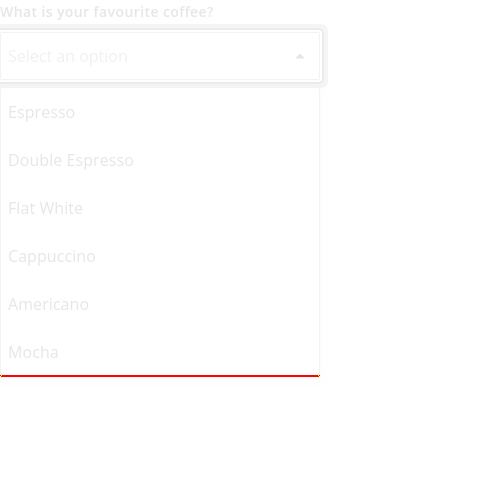 What is your favourite coffee?
Select an option
Espresso
Double Espresso
Flat White
Cappuccino
Americano
Mocha